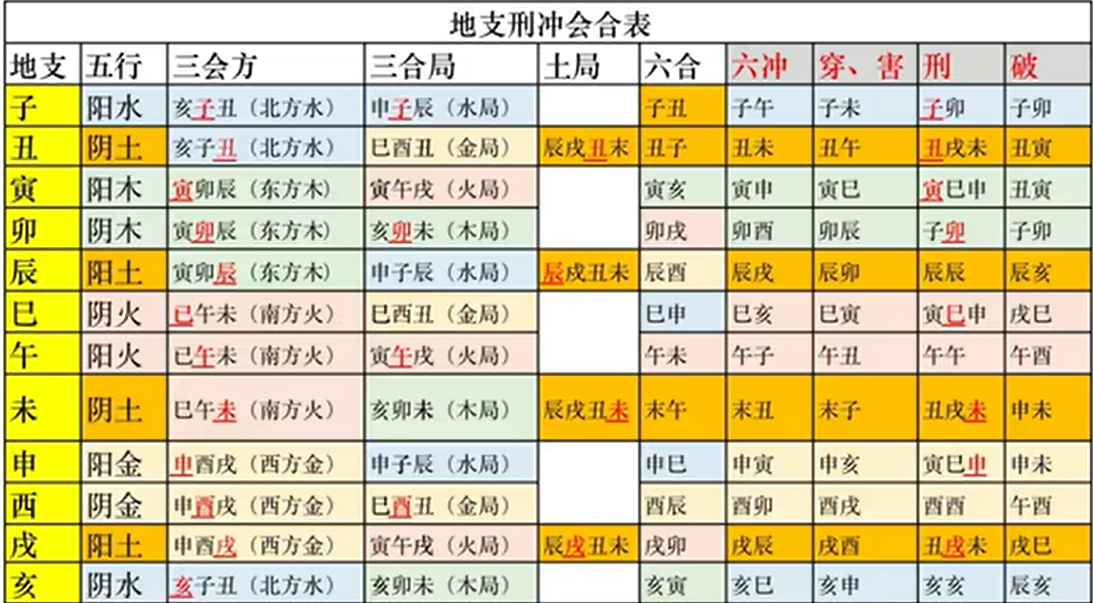 地支刑冲会合表
地支 五行 三会方 三合局 土局 六合 六冲 穿、害 刑 破
子 阳水 亥子丑（北方水） 申子辰（水局） 子丑 子午 子未 子卯 子卯
丑 阴土 亥子丑（北方水） 巳酉丑（金局） 辰戌丑未 丑子 丑未 丑午 丑戌未 丑寅
寅 阳木 寅卯辰（东方木） 寅午戌（火局） 寅亥 寅申 寅巳 寅巳申 丑寅
卯 阴木 寅卯辰（东方木） 亥卯未（木局） 卯戌 卯酉 卯辰 子卯 子卯
辰 阳土 寅卯辰（东方木） 申子辰（水局） 辰戌丑未 辰酉 辰戌 辰卯 辰辰 辰亥
巳 阴火 已午未（南方火） 巳西丑（金局） 巳申 巳亥 巳寅 寅巳申 戌巳
午 阳火 已午未（南方火） 寅午戌（火局） 午未 午子 午丑 午午 午酉
未 阴土 巳午未（南方火） 亥卯未（木局） 辰戌丑未 末午 末丑 末子 丑戌未 申未
申 阳金 申酉戌（西方金） 申子辰（水局） 申巳 申寅 申亥 寅巳申 申未
西 阴金 申酉戌（西方金） 巳酉丑（金局） 酉辰 酉卯 酉戌 酉酉 午酉
戌 阳土 申酉戌（西方金） 寅午戌（火局） 辰戌丑未 戌卯 戌辰 戌酉 丑戌未 戌巳
亥 阴水 亥子丑（北方水） 亥卯未（木局） 亥寅 亥巳 亥申 亥亥 辰亥